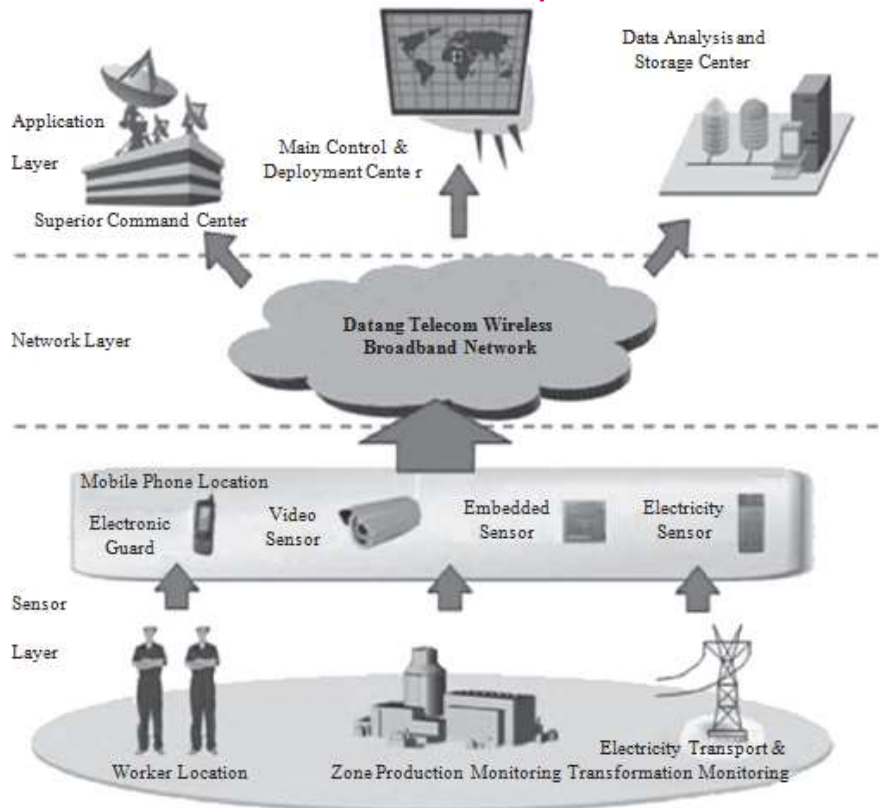 Data Analysis and
Storage Center
Application
Layer
Main Control &
Deployment Cente r
Superior Command Center
Network Layer
Datang Telecom Wireless
Broadband Network
Mobile Phone Location
Electronic
Guard
Video
Sensor
Embedded
Sensor
Electricity
Sensor
Sensor
Layer
Worker Location
Zone Production Monitoring
Electricity Transport &
Transformation Monitoring